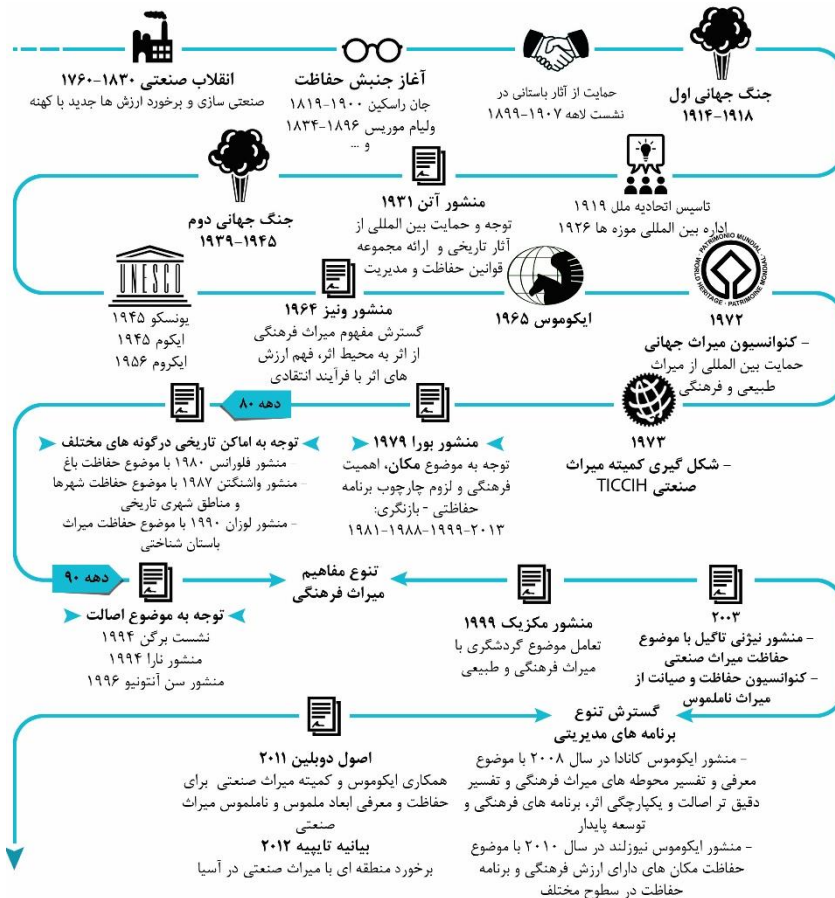 انقلاب صنعتی ۱۸۳۰-۱۷۶۰
صنعتی سازی و برخورد ارزش ها جدید با کهنه
آغاز جنبش حفاظت
جان راسکین ۱۹۰۰-۱۸۱۹
ولیام موریس ۱۸۹۶-۱۸۳۴
و ...
حمایت از آثار باستانی در
نشست لاهه ۱۹۰۷-۱۸۹۹
جنگ جهانی اول
۱۹۱۴-۱۹۱۸
تاسیس اتحادیه ملل ۱۹۱۹
اداره بین المللی موزه ها ۱۹۲۶
منشور آتن ۱۹۳۱
توجه و حمایت بین المللی از
آثار تاریخی و ارائه مجموعه
قوانین حفاظت و مدیریت
جنگ جهانی دوم
۱۹۳۹-۱۹۴۵
UNESCO
یونسکو ۱۹۴۵
ایکوم ۱۹۴۵
ایکروم ۱۹۵۶
منشور ونیز ۱۹۶۴
گسترش مفهوم میراث فرهنگی
از اثر به محیط اثر، فهم ارزش
های اثر با فرآیند انتقادی
ایکوموس ۱۹۶۵
PATRIMONIO MUNDIAL
WORLD HERITAGE
PATRIMOINE MONDIAL
۱۹۷۲
- کنوانسیون میراث جهانی
حمایت بین المللی از میراث
طبیعی و فرهنگی
۱۹۷۳
- شکل گیری کمیته میراث
صنعتی TICCIH
منشور بورا ۱۹۷۹
توجه به موضوع مکان، اهمیت
فرهنگی و لزوم چارچوب برنامه
حفاظتی - بازنگری:
۱۹۸۱-۱۹۸۸-۱۹۹۹-۲۰۱۳
دهه ۸۰
توجه به اماکن تاریخی درگونه های مختلف
- منشور فلورانس ۱۹۸۰ با موضوع حفاظت باغ
- منشور واشنگتن ۱۹۸۷ با موضوع حفاظت شهرها
و مناطق شهری تاریخی
- منشور لوزان ۱۹۹۰ با موضوع حفاظت میراث
باستان شناختی
دهه ۹۰
توجه به موضوع اصالت
نشست برگن ۱۹۹۴
منشور نارا ۱۹۹۴
منشور سن آنتونیو ۱۹۹۶
تنوع مفاهیم
میراث فرهنگی
منشور مکزیک ۱۹۹۹
تعامل موضوع گردشگری با
میراث فرهنگی و طبیعی
۲۰۰۳
- منشور نیژنی تاگیل با موضوع
حفاظت میراث صنعتی
- کنوانسیون حفاظت و صیانت از
میراث ناملموس
گسترش تنوع
برنامه های مدیریتی
- منشور ایکوموس کانادا در سال ۲۰۰۸ با موضوع
معرفی و تفسیر محوطه های میراث فرهنگی و تفسیر
دقیق تر اصالت و یکپارچگی اثر، برنامه های فرهنگی و
توسعه پایدار
- منشور ایکوموس نیوزلند در سال ۲۰۱۰ با موضوع
حفاظت مکان های دارای ارزش فرهنگی و برنامه
حفاظت در سطوح مختلف
اصول دوبلین ۲۰۱۱
همکاری ایکوموس و کمیته میراث صنعتی برای
حفاظت و معرفی ابعاد ملموس و ناملموس میراث
صنعتی
بیانیه تایپیه ۲۰۱۲
برخورد منطقه ای با میراث صنعتی در آسیا